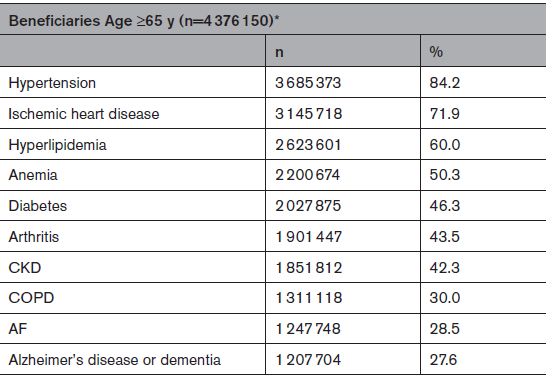 Beneficiaries Age ≥65 y (n=4 376 150)*
n %
Hypertension 3 685 373 84.2
Ischemic heart disease 3 145 718 71.9
Hyperlipidemia 2 623 601 60.0
Anemia 2 200 674 50.3
Diabetes 2 027 875 46.3
Arthritis 1 901 447 43.5
CKD 1 851 812 42.3
COPD 1 311 118 30.0
AF 1 247 748 28.5
Alzheimer's disease or dementia 1 207 704 27.6